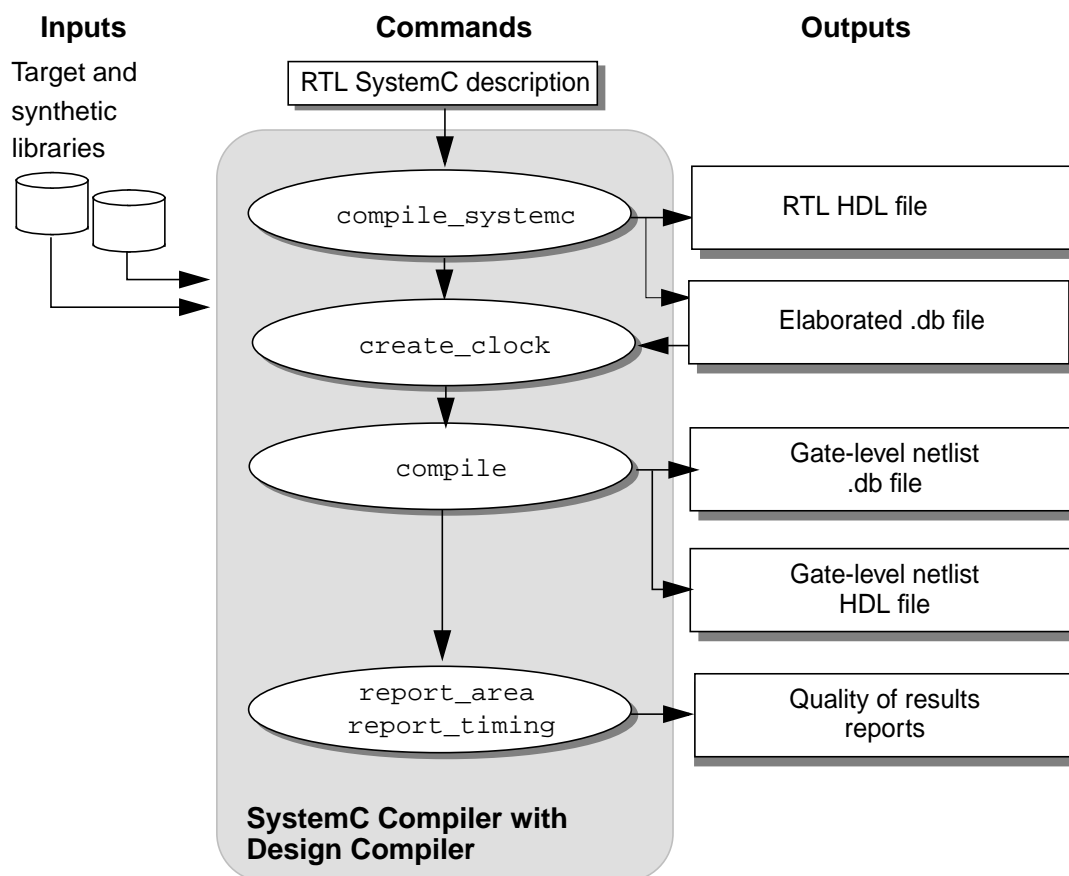 Inputs
Commands
Outputs
Target and
synthetic
libraries
RTL SystemC description
compile_systemc
RTL HDL file
Elaborated .db file
create_clock
compile
Gate-level netlist
.db file
Gate-level netlist
HDL file
report_area
report_timing
Quality of results
reports
SystemC Compiler with
Design Compiler